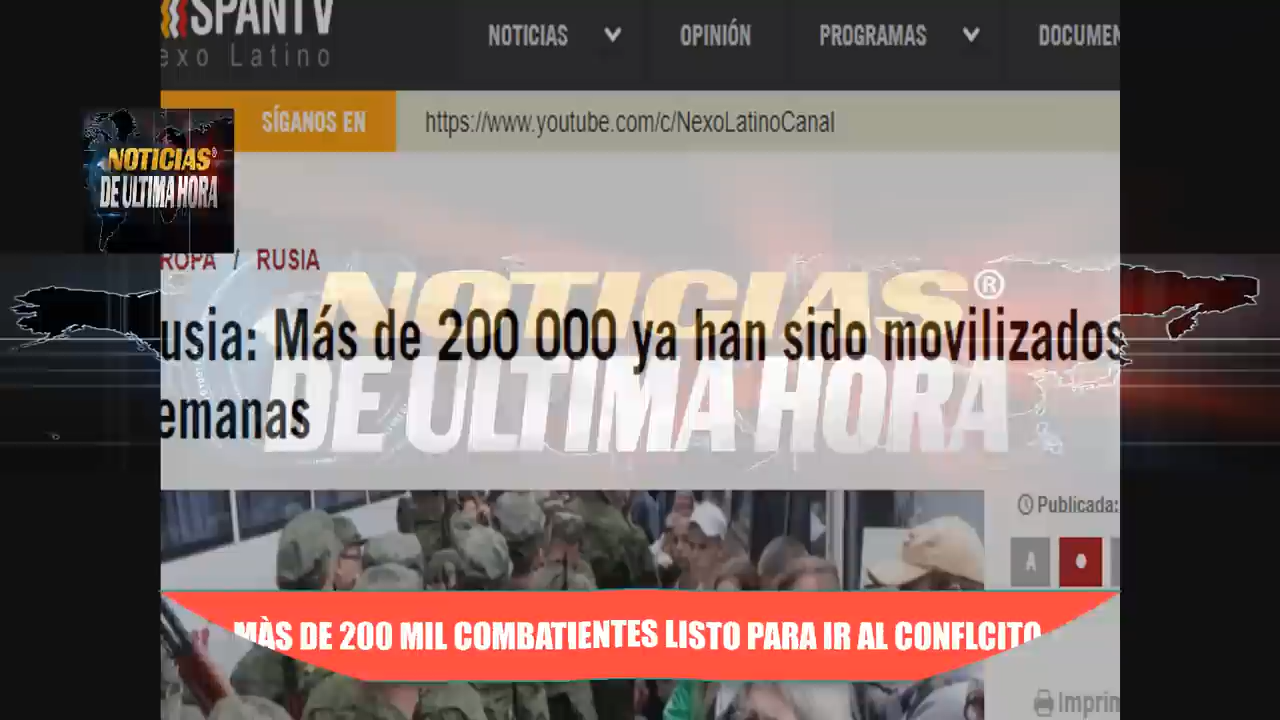 SPANTV
exo Latino
NOTICIAS
OPINIÓN
PROGRAMAS
DOCUMEN
SÍGANOS EN
https://www.youtube.com/c/NexoLatinoCanal
NOTICIAS®
DE ULTIMA HORA
ROPA / RUSIA
NOTICIAS®
DE ULTIMA HORA
usia: Más de 200 000 ya han sido movilizados
emanas
Publicada:
A
MÀS DE 200 MIL COMBATIENTES LISTO PARA IR AL CONFLCITO
Imprim